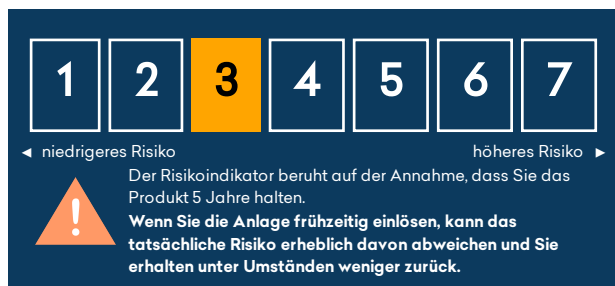 1 2 3 4 5 6 7
◄ niedrigeres Risiko höheres Risiko ►
Der Risikoindikator beruht auf der Annahme, dass Sie das
Produkt 5 Jahre halten.
Wenn Sie die Anlage frühzeitig einlösen, kann das
tatsächliche Risiko erheblich davon abweichen und Sie
erhalten unter Umständen weniger zurück.